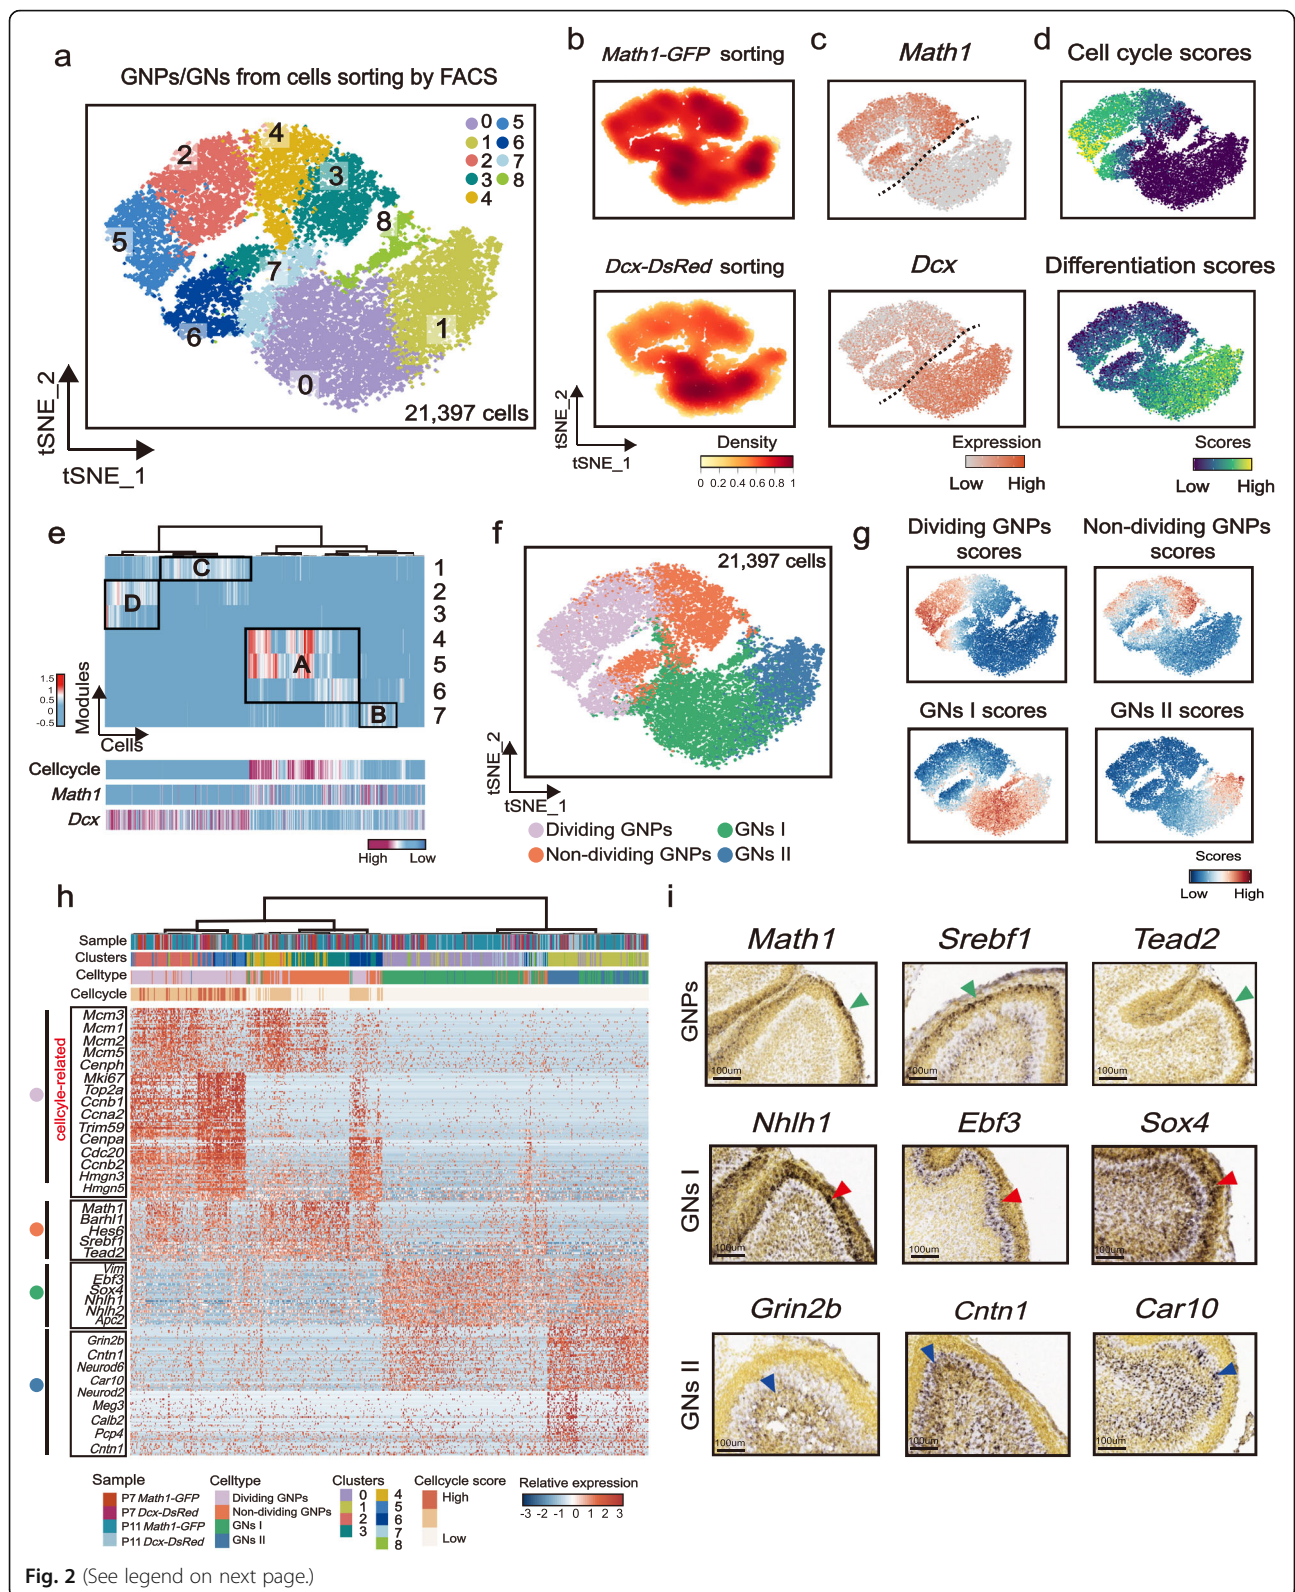 a
GNPs/GNs from cells sorting by FACS
4
2
3
8
5
7
6
1
0
0 5
1 6
2 7
3 8
4
21,397 cells
tSNE_2
tSNE_1
b
Math1-GFP sorting
Dcx-DsRed sorting
tSNE_2
tSNE_1
Density
0 0.2 0.4 0.6 0.8 1
c
Math1
Dcx
Expression
Low High
d
Cell cycle scores
Differentiation scores
Scores
Low High
e
C
D
A
B
1
2
3
4
5
6
7
1.5
1
0.5
0
-0.5
Modules
Cells
Cellcycle
Math1
Dcx
High Low
f
21,397 cells
tSNE_2
tSNE_1
Dividing GNPs GNs I
Non-dividing GNPs GNs II
g
Dividing GNPs
scores
Non-dividing GNPs
scores
GNs I scores
GNs II scores
Scores
Low High
h
Sample
Clusters
Celltype
Cellcycle
cellcyle-related
Mcm3
Mcm1
Mcm2
Mcm5
Cenph
Mki67
Top2a
Ccnb1
Ccna2
Trim59
Cenpa
Cdc20
Ccnb2
Hmgn3
Hmgn5
Math1
Barhl1
Hes6
Srebf1
Tead2
Vim
Ebf3
Sox4
Nhlh1
Nhlh2
Apc2
Grin2b
Cntn1
Neurod6
Car10
Neurod2
Meg3
Calb2
Pcp4
Cntn1
Sample
P7 Math1-GFP
P7 Dcx-DsRed
P11 Math1-GFP
P11 Dcx-DsRed
Celltype
Dividing GNPs
Non-dividing GNPs
GNs I
GNs II
Clusters
0 4
1 5
2 6
3 7
8
Cellcycle score
High
Low
Relative expression
-3 -2 -1 0 1 2 3
i
Math1 Srebf1 Tead2
GNPs
100um 100um 100um
Nhlh1 Ebf3 Sox4
GNs I
100um 100um 100um
Grin2b Cntn1 Car10
GNs II
100um 100um 100um
Fig. 2 (See legend on next page.)